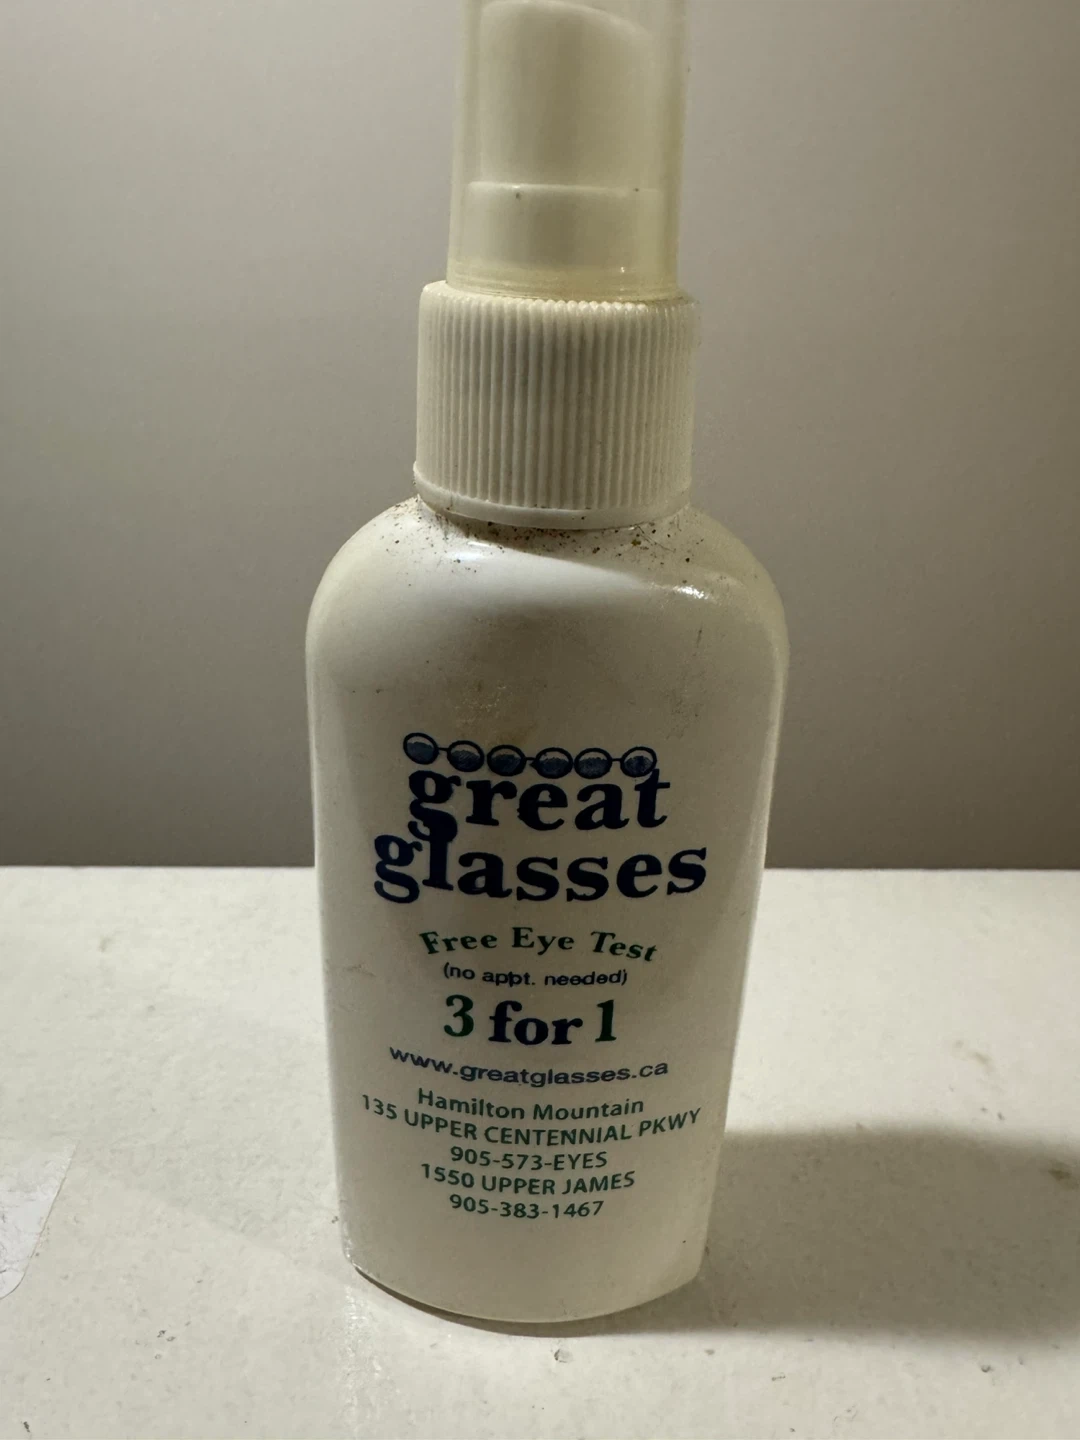 great
glasses
Free Eye Test
(no appt. needed)
3 for 1
www.greatglasses.ca
Hamilton Mountain
135 UPPER CENTENNIAL PKWY
905-573-EYES
1550 UPPER JAMES
905-383-1467